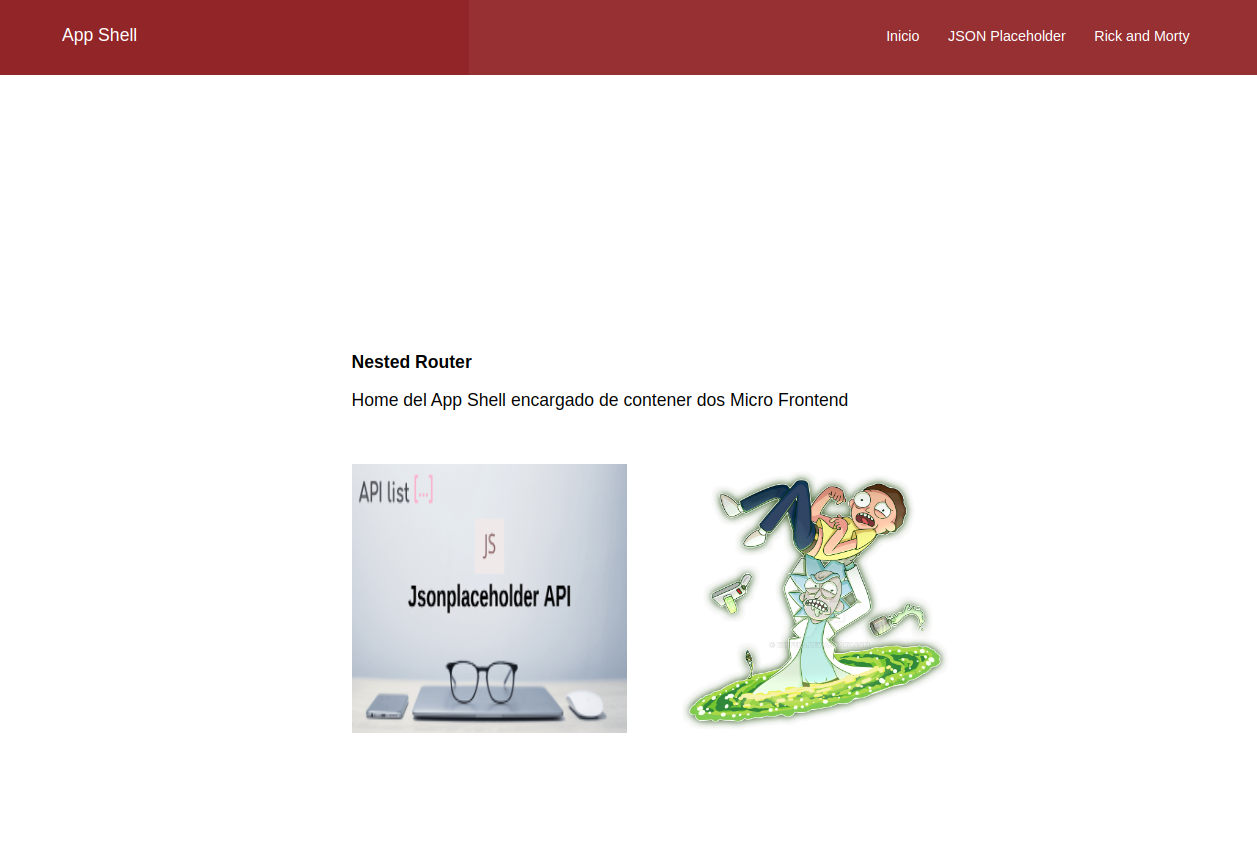 App Shell
Inicio
JSON Placeholder
Rick and Morty
Nested Router
Home del App Shell encargado de contener dos Micro Frontend
API list [...]
JS
Jsonplaceholder API